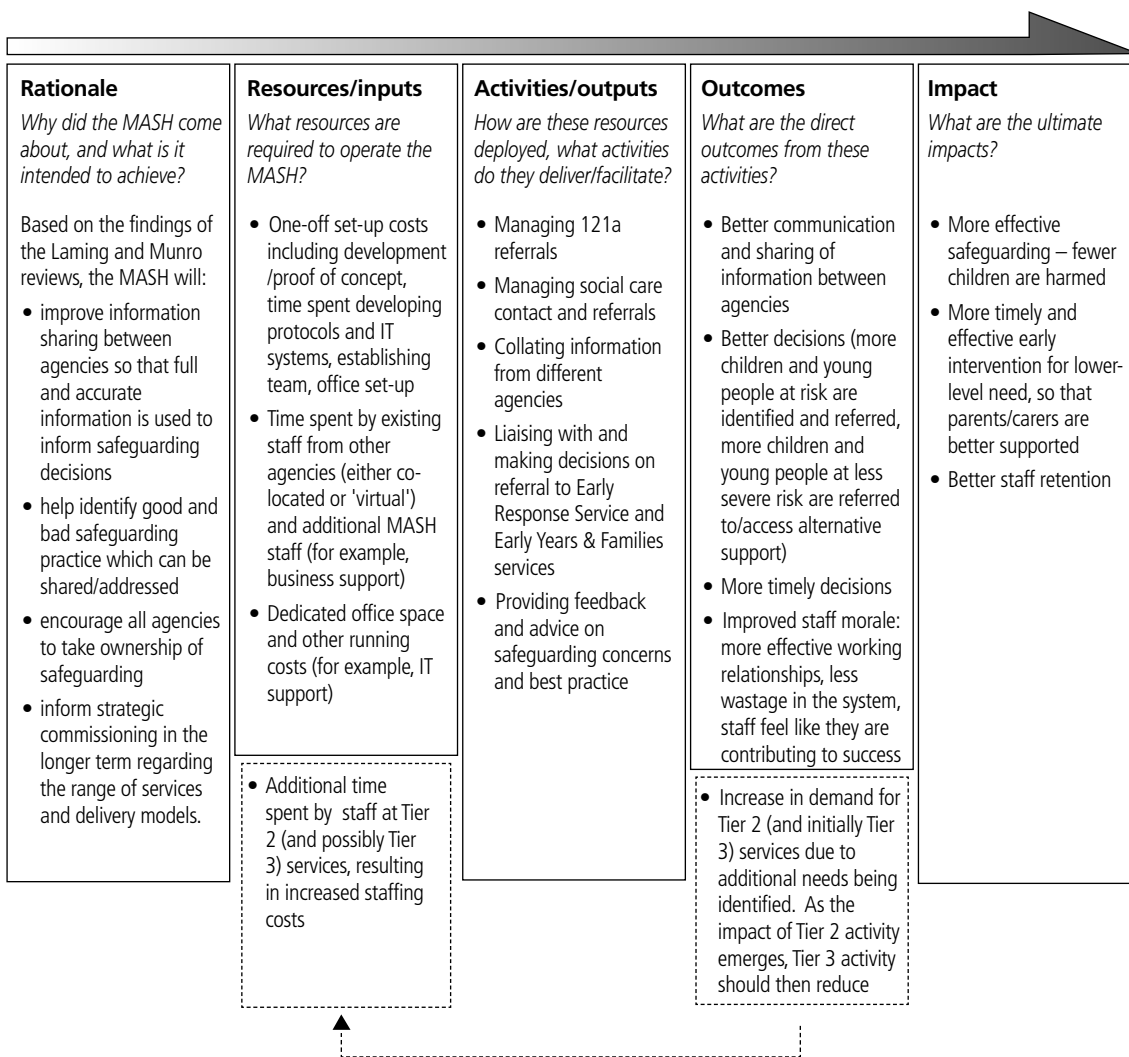 Rationale
Why did the MASH come
about, and what is it
intended to achieve?
Based on the findings of
the Laming and Munro
reviews, the MASH will:
• improve information
sharing between
agencies so that full
and accurate
information is used to
inform safeguarding
decisions
• help identify good and
bad safeguarding
practice which can be
shared/addressed
• encourage all agencies
to take ownership of
safeguarding
• inform strategic
commissioning in the
longer term regarding
the range of services
and delivery models.
Resources/inputs
What resources are
required to operate the
MASH?
• One-off set-up costs
including development
/proof of concept,
time spent developing
protocols and IT
systems, establishing
team, office set-up
• Time spent by existing
staff from other
agencies (either co-
located or 'virtual')
and additional MASH
staff (for example,
business support)
• Dedicated office space
and other running
costs (for example, IT
support)
• Additional time
spent by staff at Tier
2 (and possibly Tier
3) services, resulting
in increased staffing
costs
Activities/outputs
How are these resources
deployed, what activities
do they deliver/facilitate?
• Managing 121a
referrals
• Managing social care
contact and referrals
• Collating information
from different
agencies
• Liaising with and
making decisions on
referral to Early
Response Service and
Early Years & Families
services
• Providing feedback
and advice on
safeguarding concerns
and best practice
Outcomes
What are the direct
outcomes from these
activities?
• Better communication
and sharing of
information between
agencies
• Better decisions (more
children and young
people at risk are
identified and referred,
more children and
young people at less
severe risk are referred
to/access alternative
support)
• More timely decisions
• Improved staff morale:
more effective working
relationships, less
wastage in the system,
staff feel like they are
contributing to success
• Increase in demand for
Tier 2 (and initially Tier
3) services due to
additional needs being
identified. As the
impact of Tier 2 activity
emerges, Tier 3 activity
should then reduce
Impact
What are the ultimate
impacts?
• More effective
safeguarding – fewer
children are harmed
• More timely and
effective early
intervention for lower-
level need, so that
parents/carers are
better supported
• Better staff retention